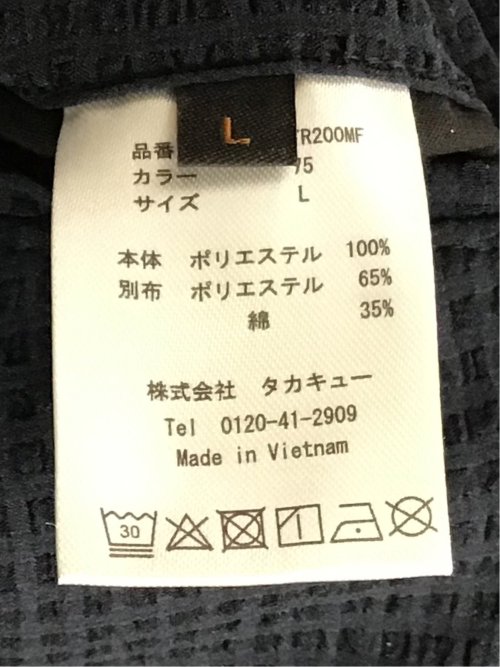 L
品番 R200MF
カラー 75
サイズ L
本体 ポリエステル 100%
別布 ポリエステル 65%
綿 35%
株式会社 タカキュー
Tel 0120-41-2909
Made in Vietnam
30